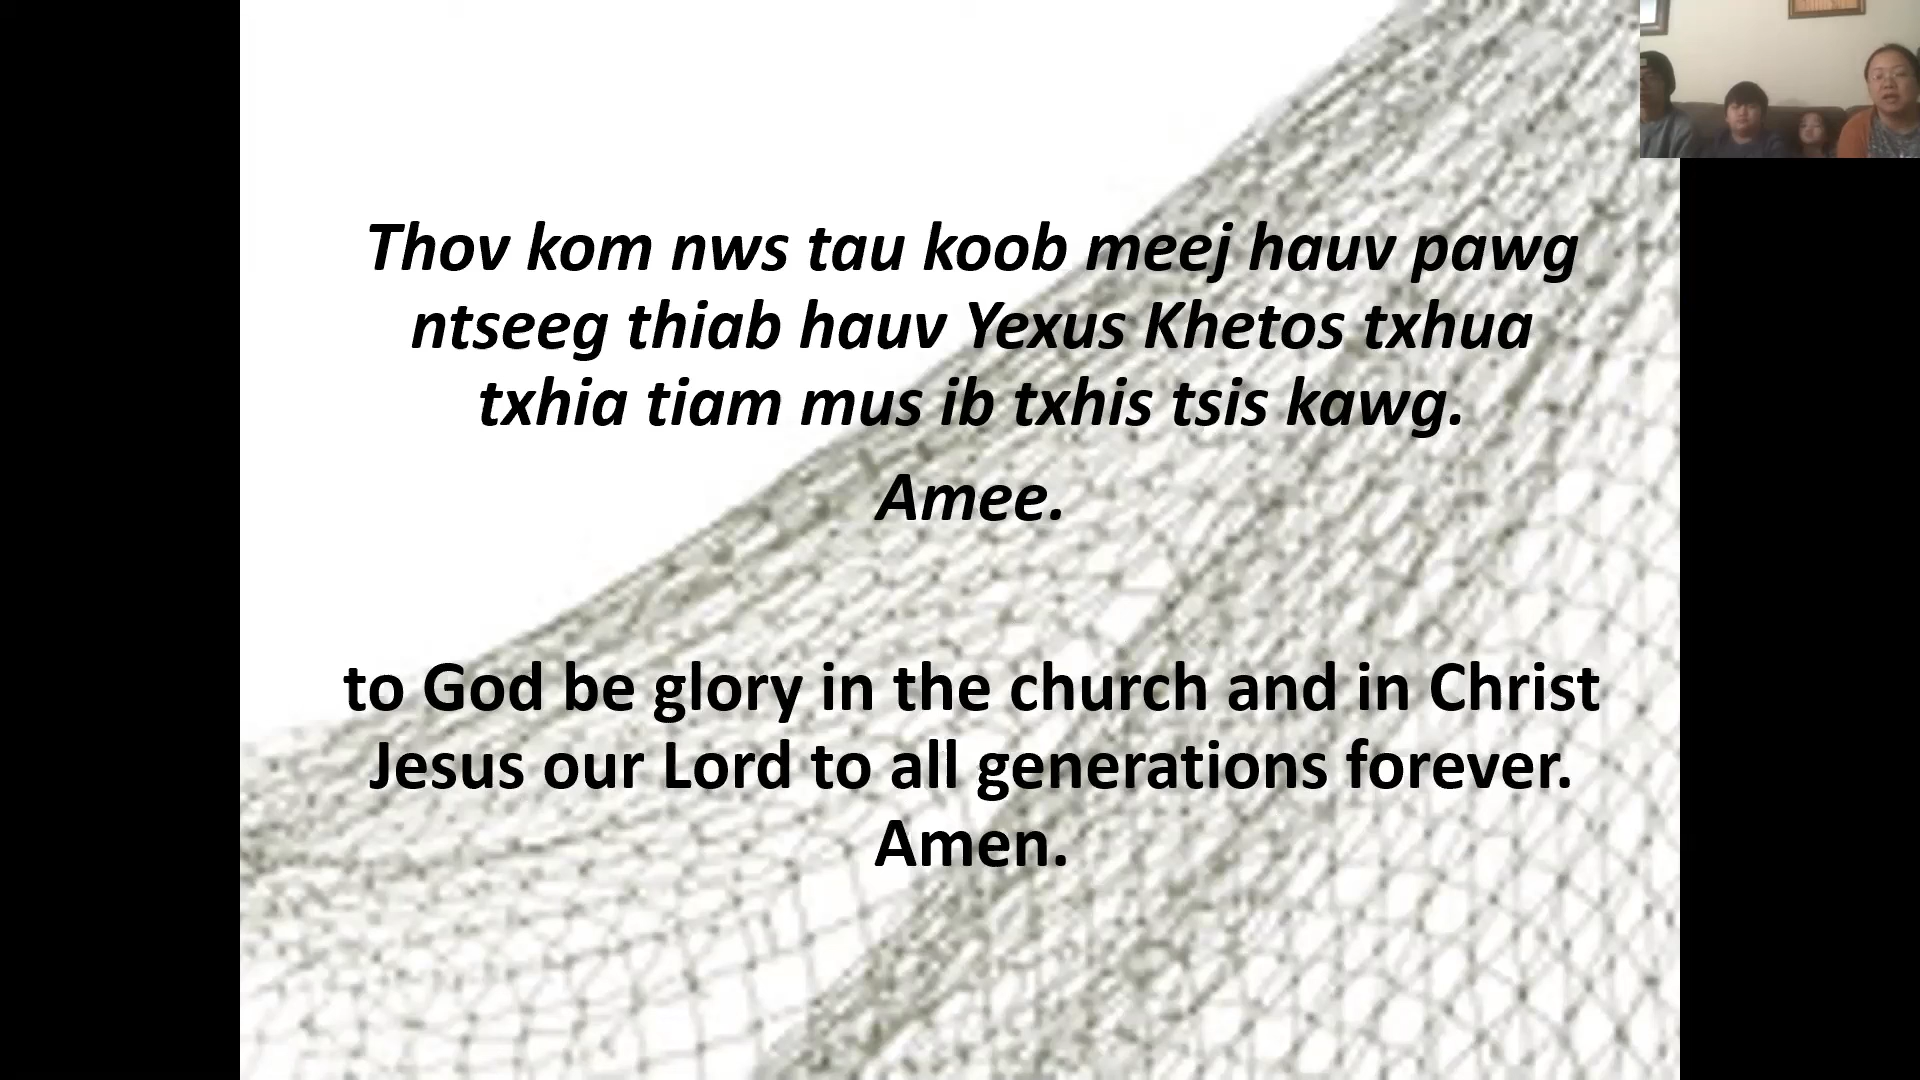 Thov kom nws tau koob meej hauv pawg
ntseeg thiab hauv Yexus Khetos txhua
txhia tiam mus ib txhis tsis kawg.
Amee.
to God be glory in the church and in Christ
Jesus our Lord to all generations forever.
Amen.